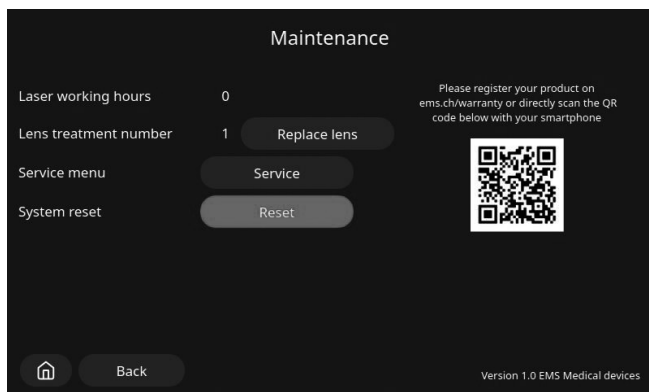 Maintenance
Laser working hours 0
Please register your product on
ems.ch/warranty or directly scan the QR
code below with your smartphone
Lens treatment number 1 Replace lens
Service menu Service
System reset Reset
Back
Version 1.0 EMS Medical devices